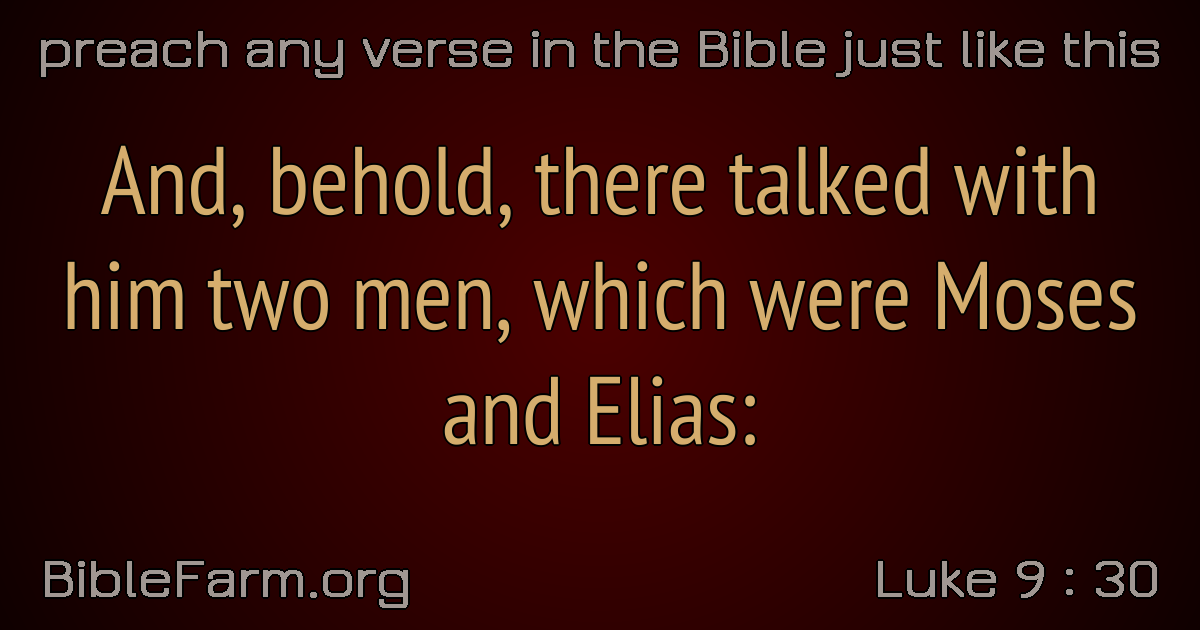 preach any verse in the Bible just like this
And, behold, there talked with
him two men, which were Moses
and Elias:
BibleFarm.org
Luke 9 : 30